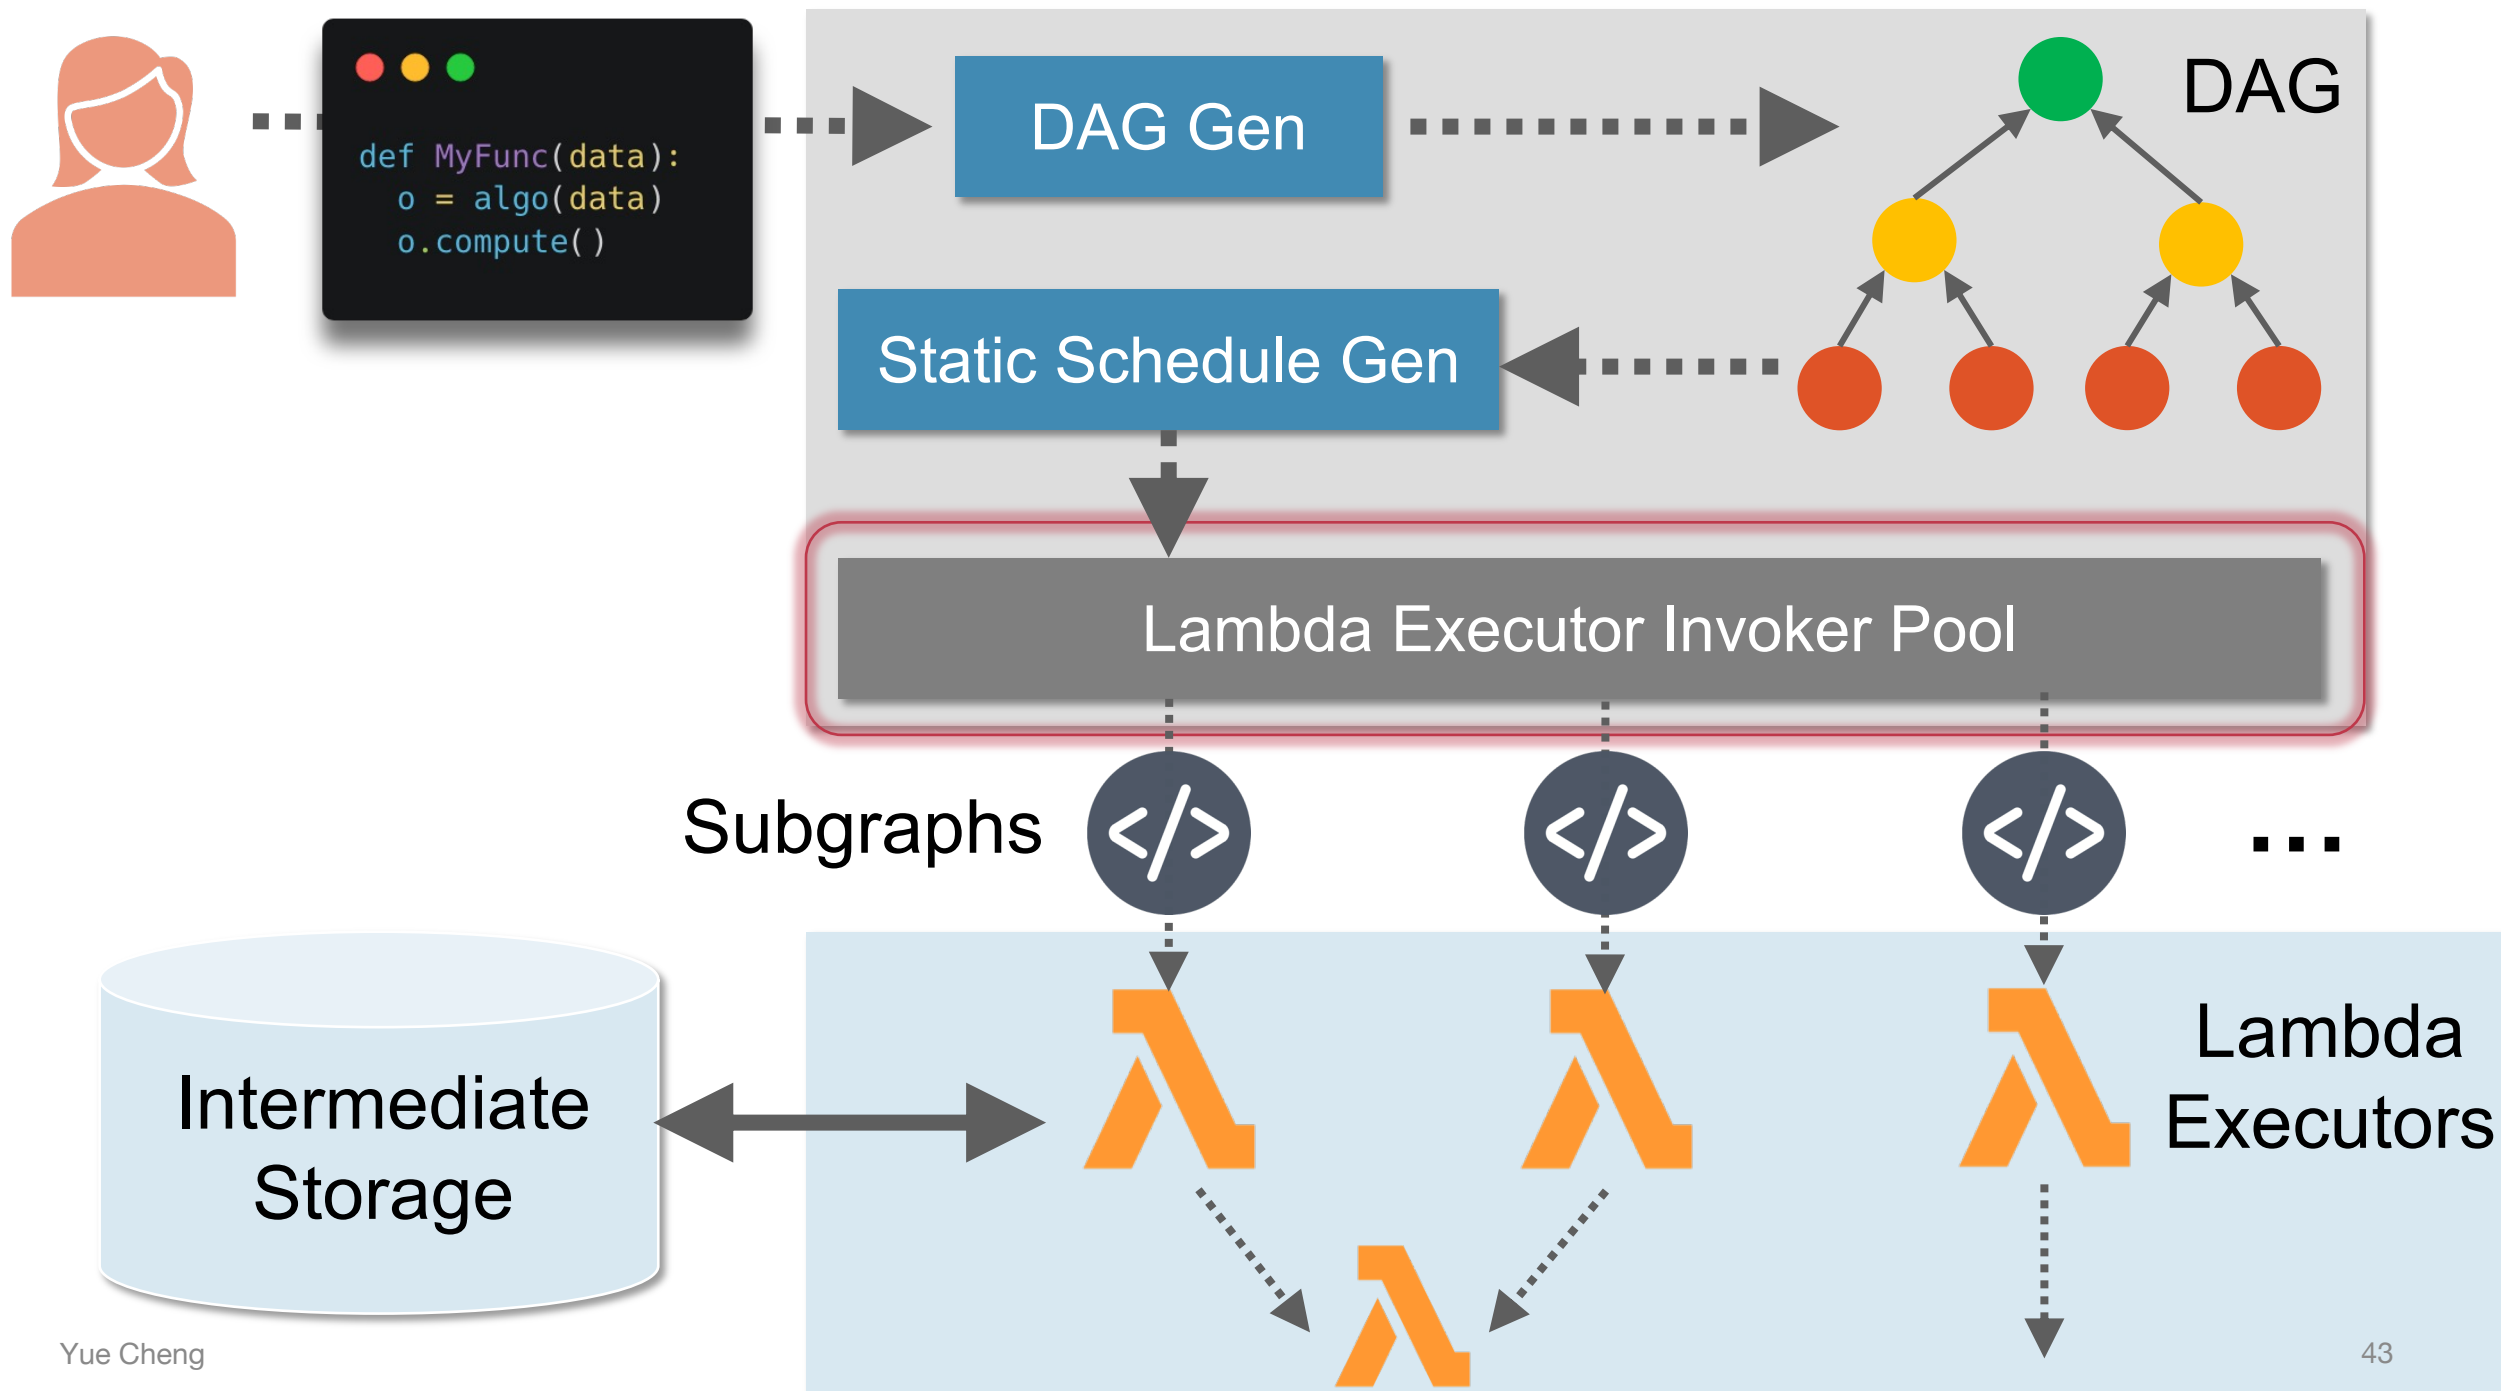 def MyFunc(data):
o = algo(data)
o.compute()
DAG Gen
DAG
Static Schedule Gen
Lambda Executor Invoker Pool
Subgraphs
...
Intermediate
Storage
Lambda
Executors
Yue Cheng
43